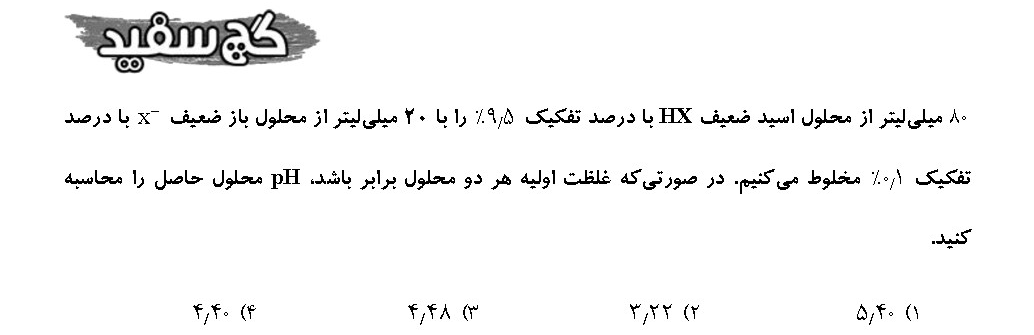 گچ سفید
۸۰ میلی‌لیتر از محلول اسید ضعیف HX با درصد تفکیک ۹٫۵٪ را با ۲۰ میلی‌لیتر از محلول باز ضعیف x⁻ با درصد
تفکیک ۰٫۱٪ مخلوط می‌کنیم. در صورتی‌که غلظت اولیه هر دو محلول برابر باشد، pH محلول حاصل را محاسبه
کنید.
۱) ۵٫۴۰ ۲) ۳٫۲۲ ۳) ۴٫۴۸ ۴) ۴٫۴۰